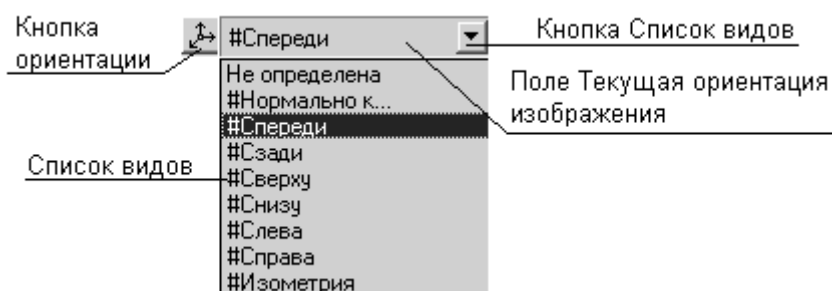 Кнопка
ориентации
#Спереди
Кнопка Список видов
Не определена
#Нормально к...
#Спереди
#Сзади
#Сверху
#Снизу
#Слева
#Справа
#Изометрия
Поле Текущая ориентация
изображения
Список видов